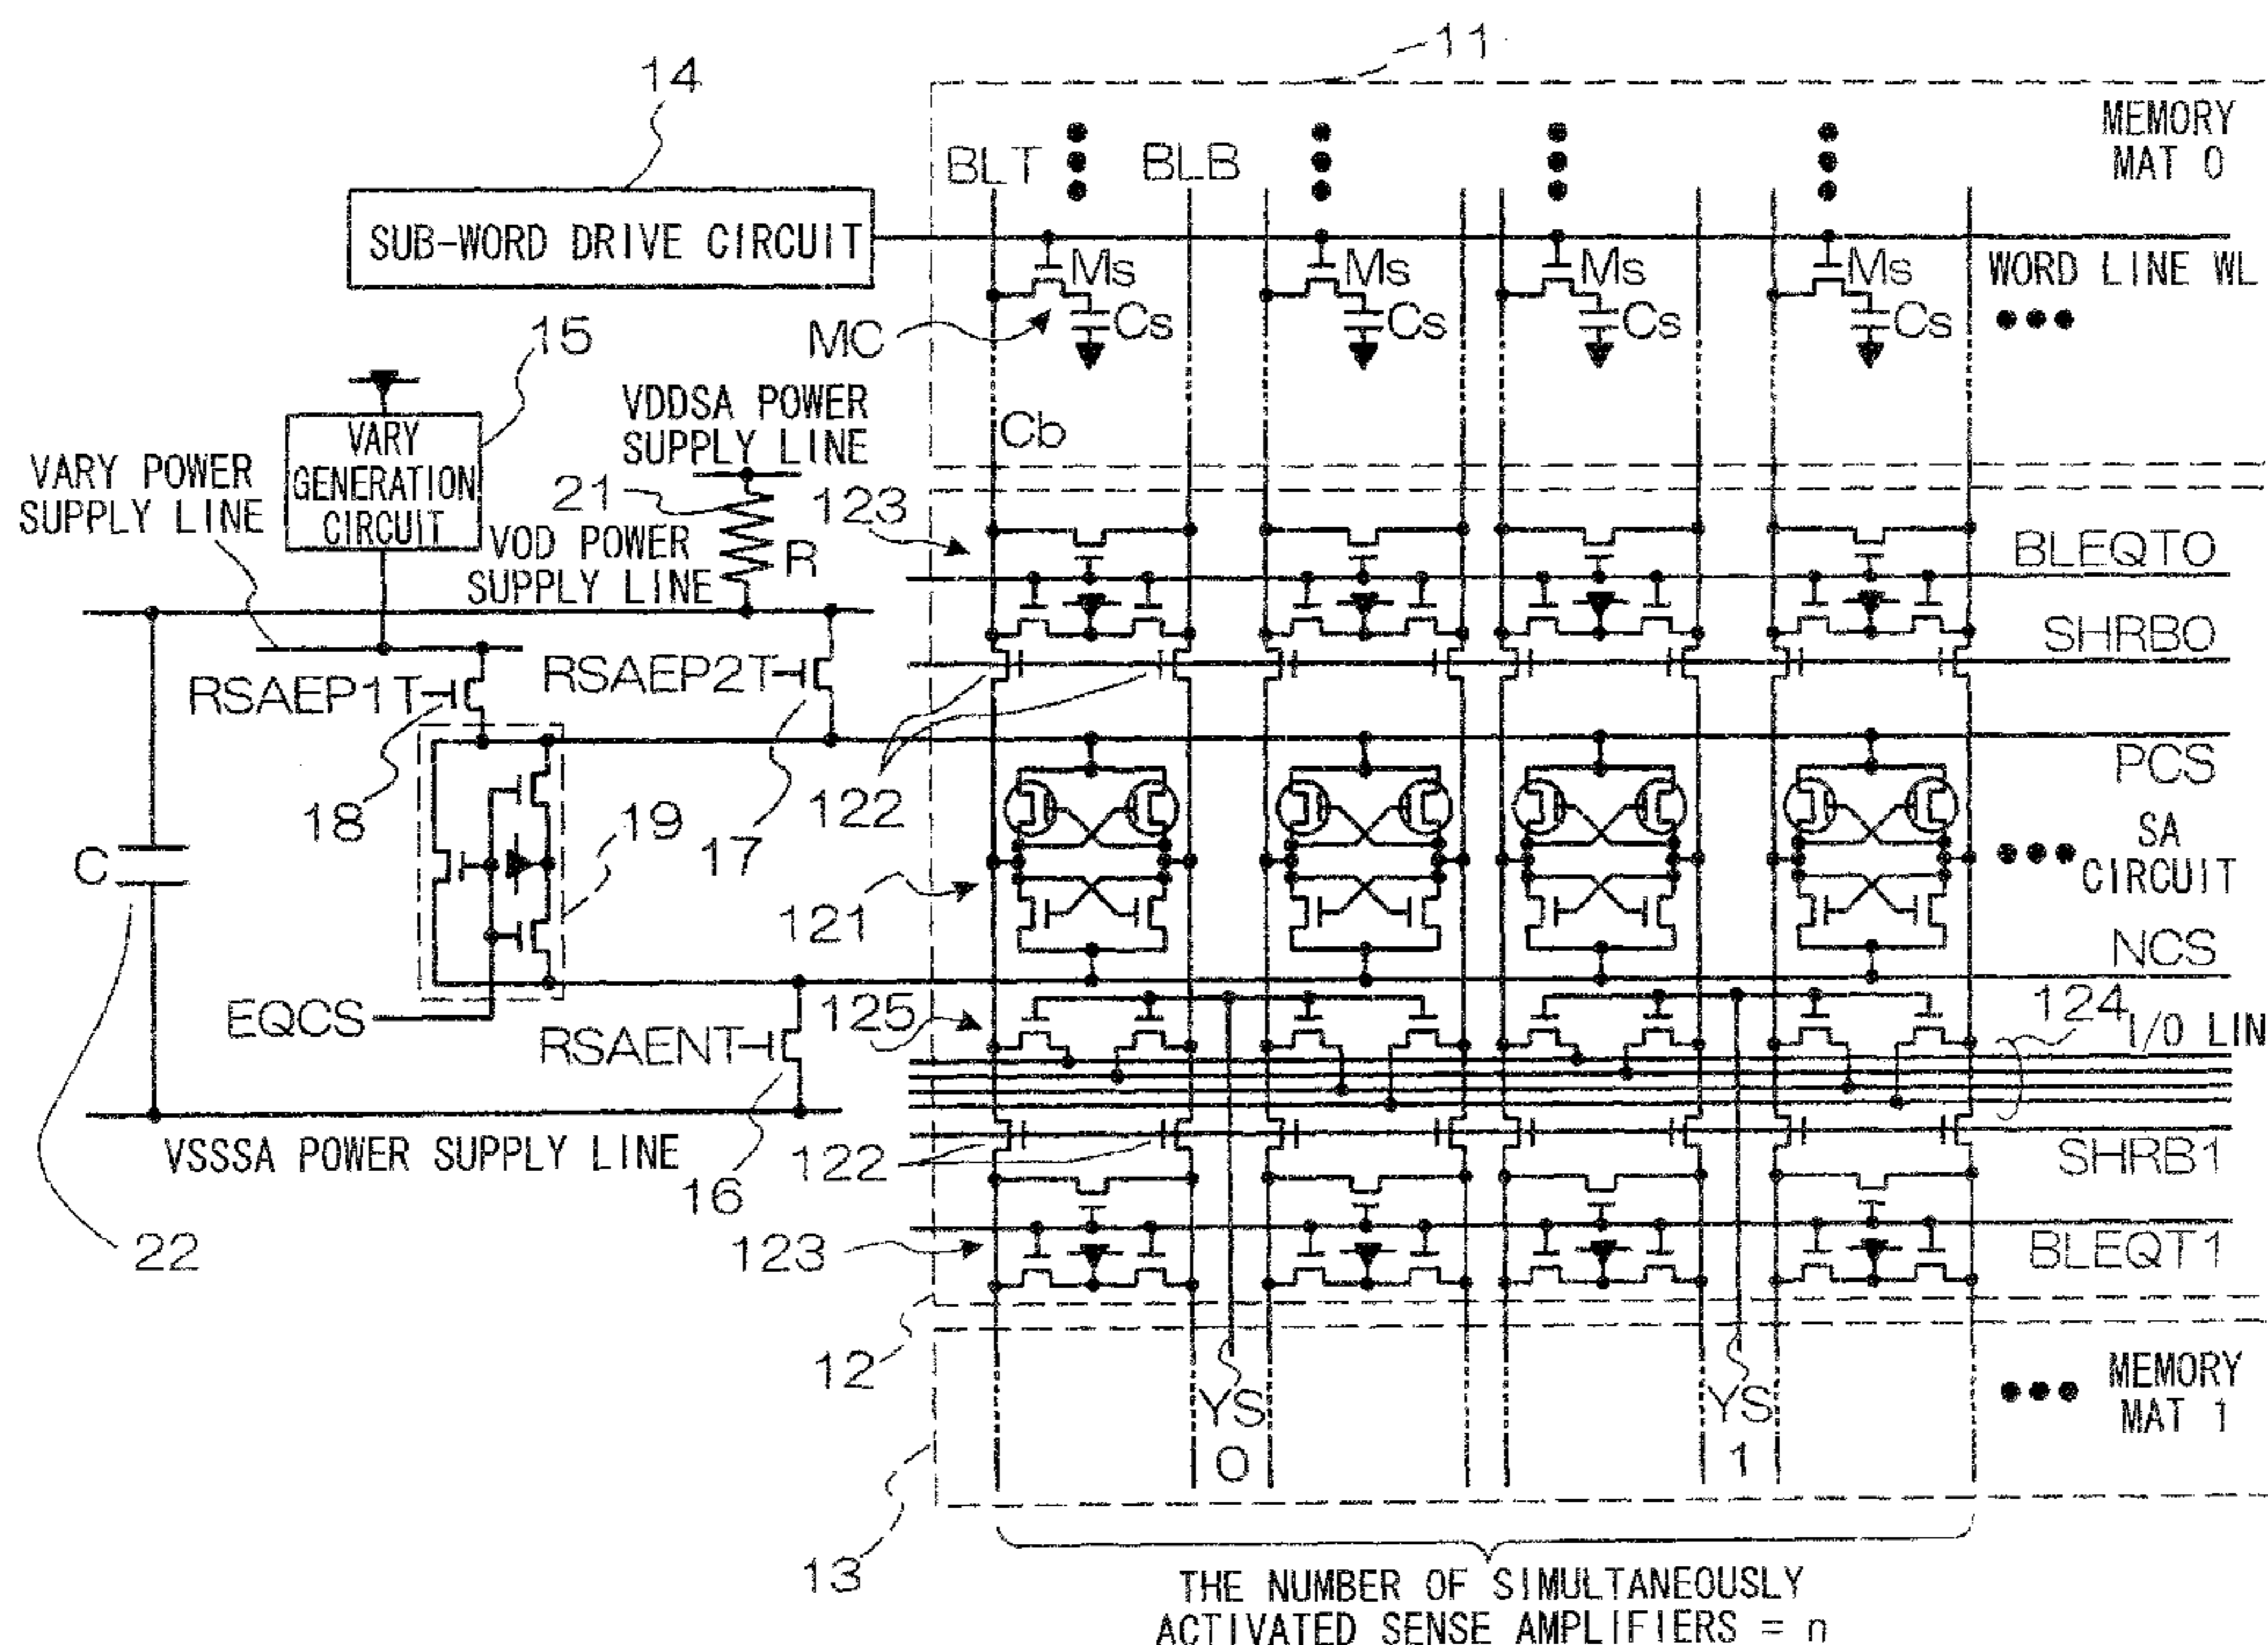 11
14
MEMORY
MAT 0
BLT
BLB
SUB-WORD DRIVE CIRCUIT
Ms
Ms
Ms
Ms
WORD LINE WL
MC
Cs
Cs
Cs
Cs
15
VARY
GENERATION
CIRCUIT
VDDSA POWER
SUPPLY LINE
Cb
VARY POWER
SUPPLY LINE
21
123
VOD POWER
SUPPLY LINE
R
BLEQT0
SHRB0
RSAEP1T
RSAEP2T
PCS
18
19
17
122
SA
CIRCUIT
C
121
NCS
EQCS
125
124
I/O LIN
RSAENT
VSSSA POWER SUPPLY LINE
122
SHRB1
16
22
123
BLEQT1
12
YS
0
YS
1
MEMORY
MAT 1
13
THE NUMBER OF SIMULTANEOUSLY
ACTIVATED SENSE AMPLIFIERS = n